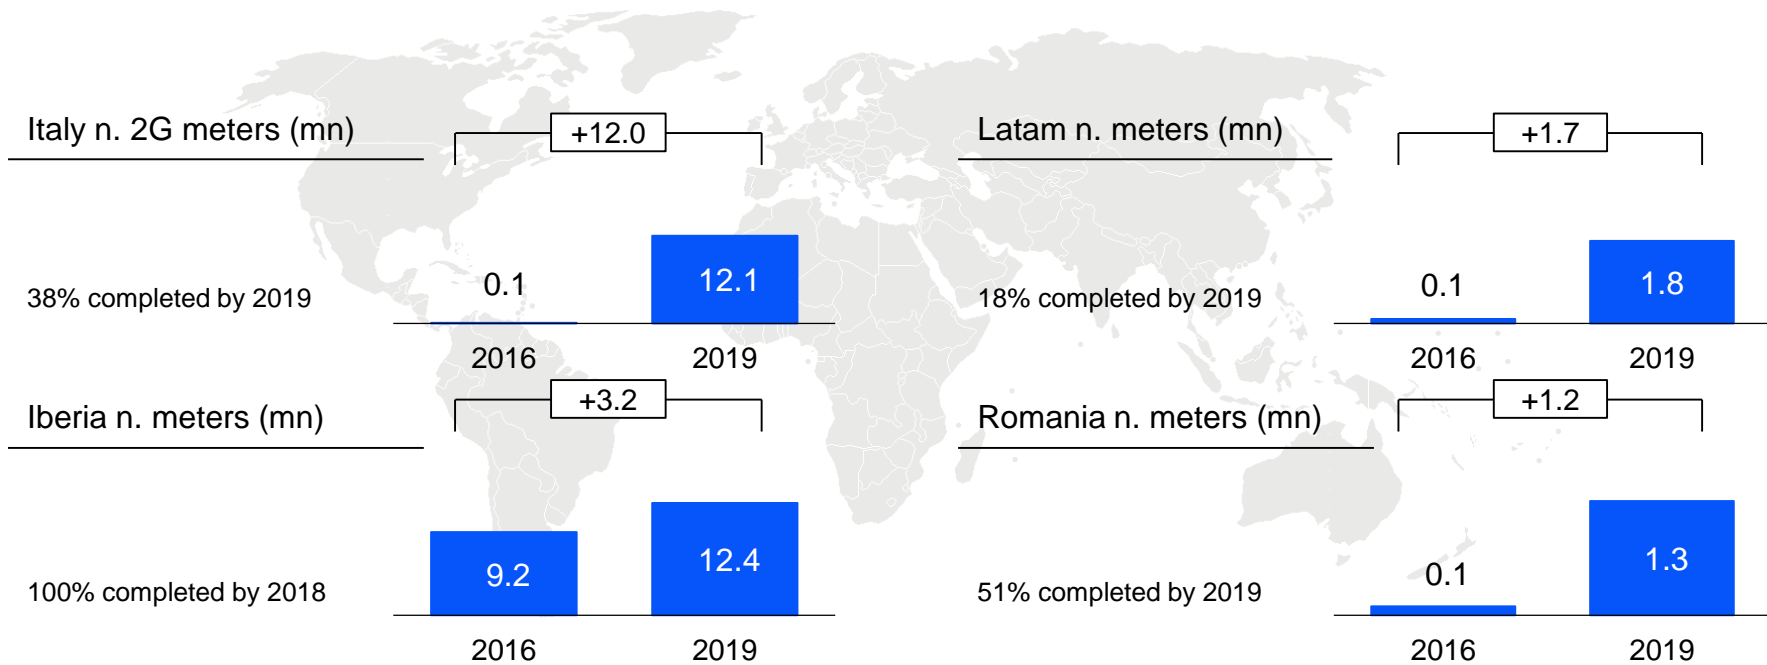 Italy n. 2G meters (mn)
+12.0
38% completed by 2019
0.1
12.1
2016
2019
Latam n. meters (mn)
+1.7
18% completed by 2019
0.1
1.8
2016
2019
Iberia n. meters (mn)
+3.2
100% completed by 2018
9.2
12.4
2016
2019
Romania n. meters (mn)
+1.2
51% completed by 2019
0.1
1.3
2016
2019